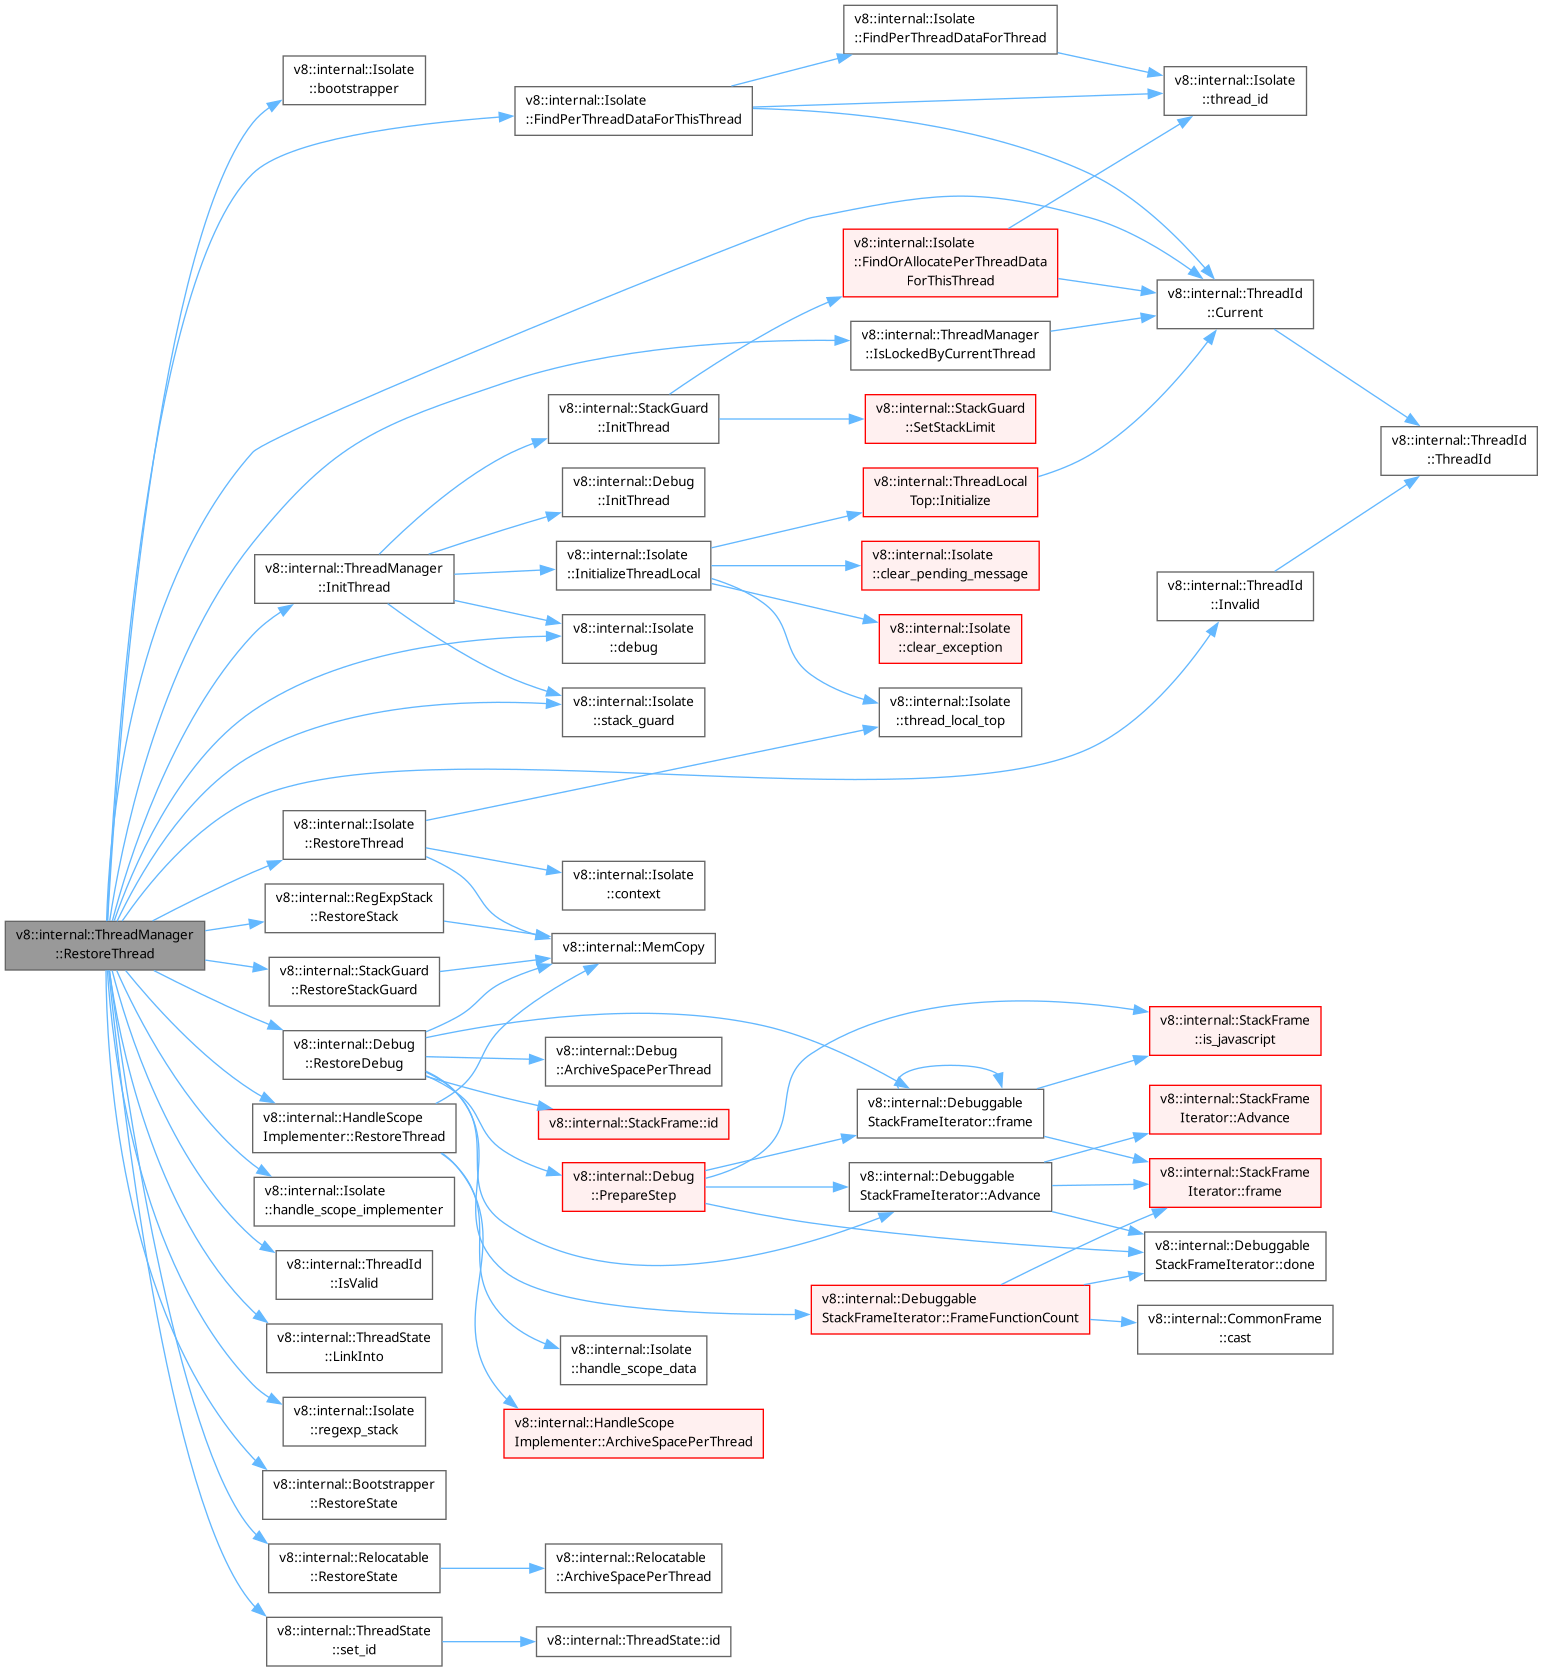 v8::internal::Isolate
::FindPerThreadDataForThread
v8::internal::Isolate
::bootstrapper
v8::internal::Isolate
::thread_id
v8::internal::Isolate
::FindPerThreadDataForThisThread
v8::internal::Isolate
::FindOrAllocatePerThreadData
ForThisThread
v8::internal::ThreadId
::Current
v8::internal::ThreadManager
::IsLockedByCurrentThread
v8::internal::StackGuard
::InitThread
v8::internal::StackGuard
::SetStackLimit
v8::internal::ThreadId
::ThreadId
v8::internal::Debug
::InitThread
v8::internal::ThreadLocal
Top::Initialize
v8::internal::ThreadManager
::InitThread
v8::internal::Isolate
::InitializeThreadLocal
v8::internal::Isolate
::clear_pending_message
v8::internal::ThreadId
::Invalid
v8::internal::Isolate
::debug
v8::internal::Isolate
::clear_exception
v8::internal::Isolate
::stack_guard
v8::internal::Isolate
::thread_local_top
v8::internal::Isolate
::RestoreThread
v8::internal::Isolate
::context
v8::internal::RegExpStack
::RestoreStack
v8::internal::ThreadManager
::RestoreThread
v8::internal::MemCopy
v8::internal::StackGuard
::RestoreStackGuard
v8::internal::StackFrame
::is_javascript
v8::internal::Debug
::RestoreDebug
v8::internal::Debug
::ArchiveSpacePerThread
v8::internal::Debuggable
StackFrameIterator::frame
v8::internal::StackFrame
Iterator::Advance
v8::internal::HandleScope
Implementer::RestoreThread
v8::internal::StackFrame::id
v8::internal::Debug
::PrepareStep
v8::internal::Debuggable
StackFrameIterator::Advance
v8::internal::StackFrame
Iterator::frame
v8::internal::Isolate
::handle_scope_implementer
v8::internal::Debuggable
StackFrameIterator::done
v8::internal::ThreadId
::IsValid
v8::internal::Debuggable
StackFrameIterator::FrameFunctionCount
v8::internal::CommonFrame
::cast
v8::internal::ThreadState
::LinkInto
v8::internal::Isolate
::handle_scope_data
v8::internal::Isolate
::regexp_stack
v8::internal::HandleScope
Implementer::ArchiveSpacePerThread
v8::internal::Bootstrapper
::RestoreState
v8::internal::Relocatable
::RestoreState
v8::internal::Relocatable
::ArchiveSpacePerThread
v8::internal::ThreadState
::set_id
v8::internal::ThreadState::id